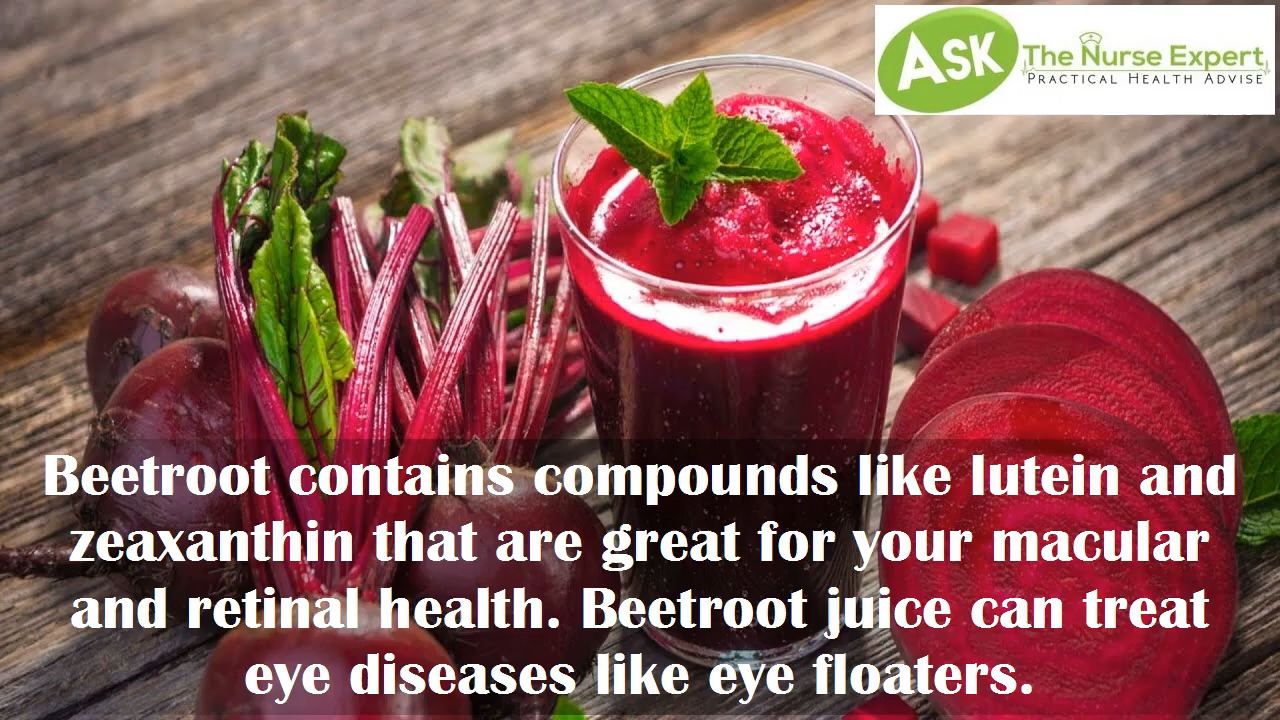 ASK The Nurse Expert
PRACTICAL HEALTH ADVISE
Beetroot contains compounds like lutein and
zeaxanthin that are great for your macular
and retinal health. Beetroot juice can treat
eye diseases like eye floaters.